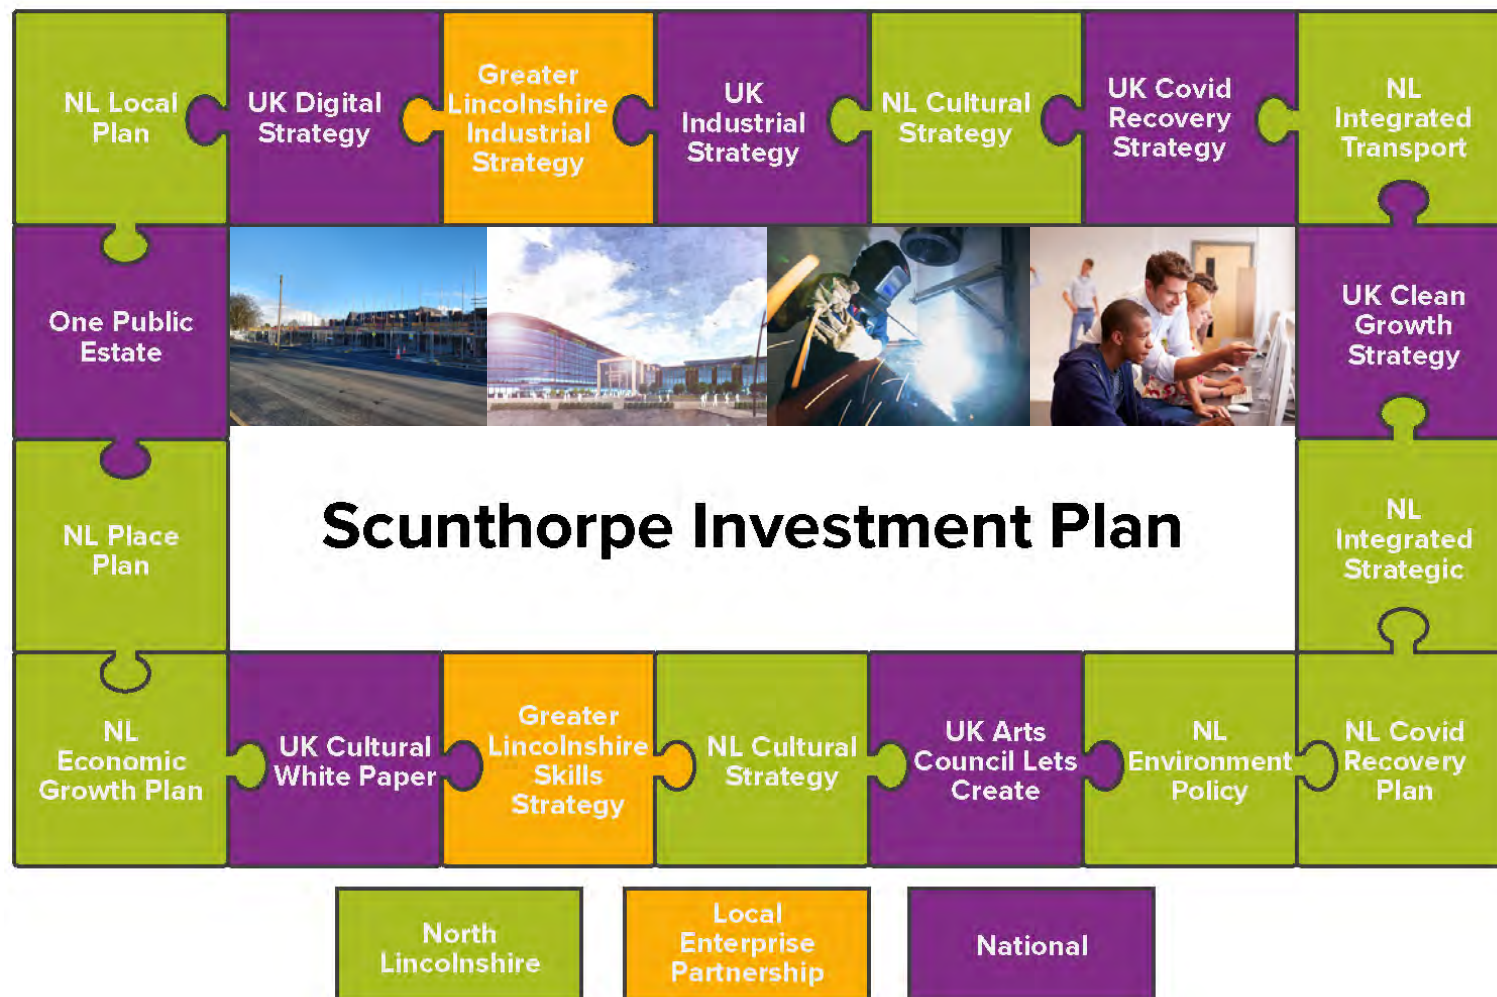 NL Local
Plan
UK Digital
Strategy
Greater
Lincolnshire
Industrial
Strategy
UK
Industrial
Strategy
NL Cultural
Strategy
UK Covid
Recovery
Strategy
NL
Integrated
Transport
One Public
Estate
UK Clean
Growth
Strategy
NL Place
Plan
Scunthorpe Investment Plan
NL
Integrated
Strategic
NL
Economic
Growth Plan
UK Cultural
White Paper
Greater
Lincolnshire
Skills
Strategy
NL Cultural
Strategy
UK Arts
Council Lets
Create
NL
Environment
Policy
NL Covid
Recovery
Plan
North
Lincolnshire
Local
Enterprise
Partnership
National